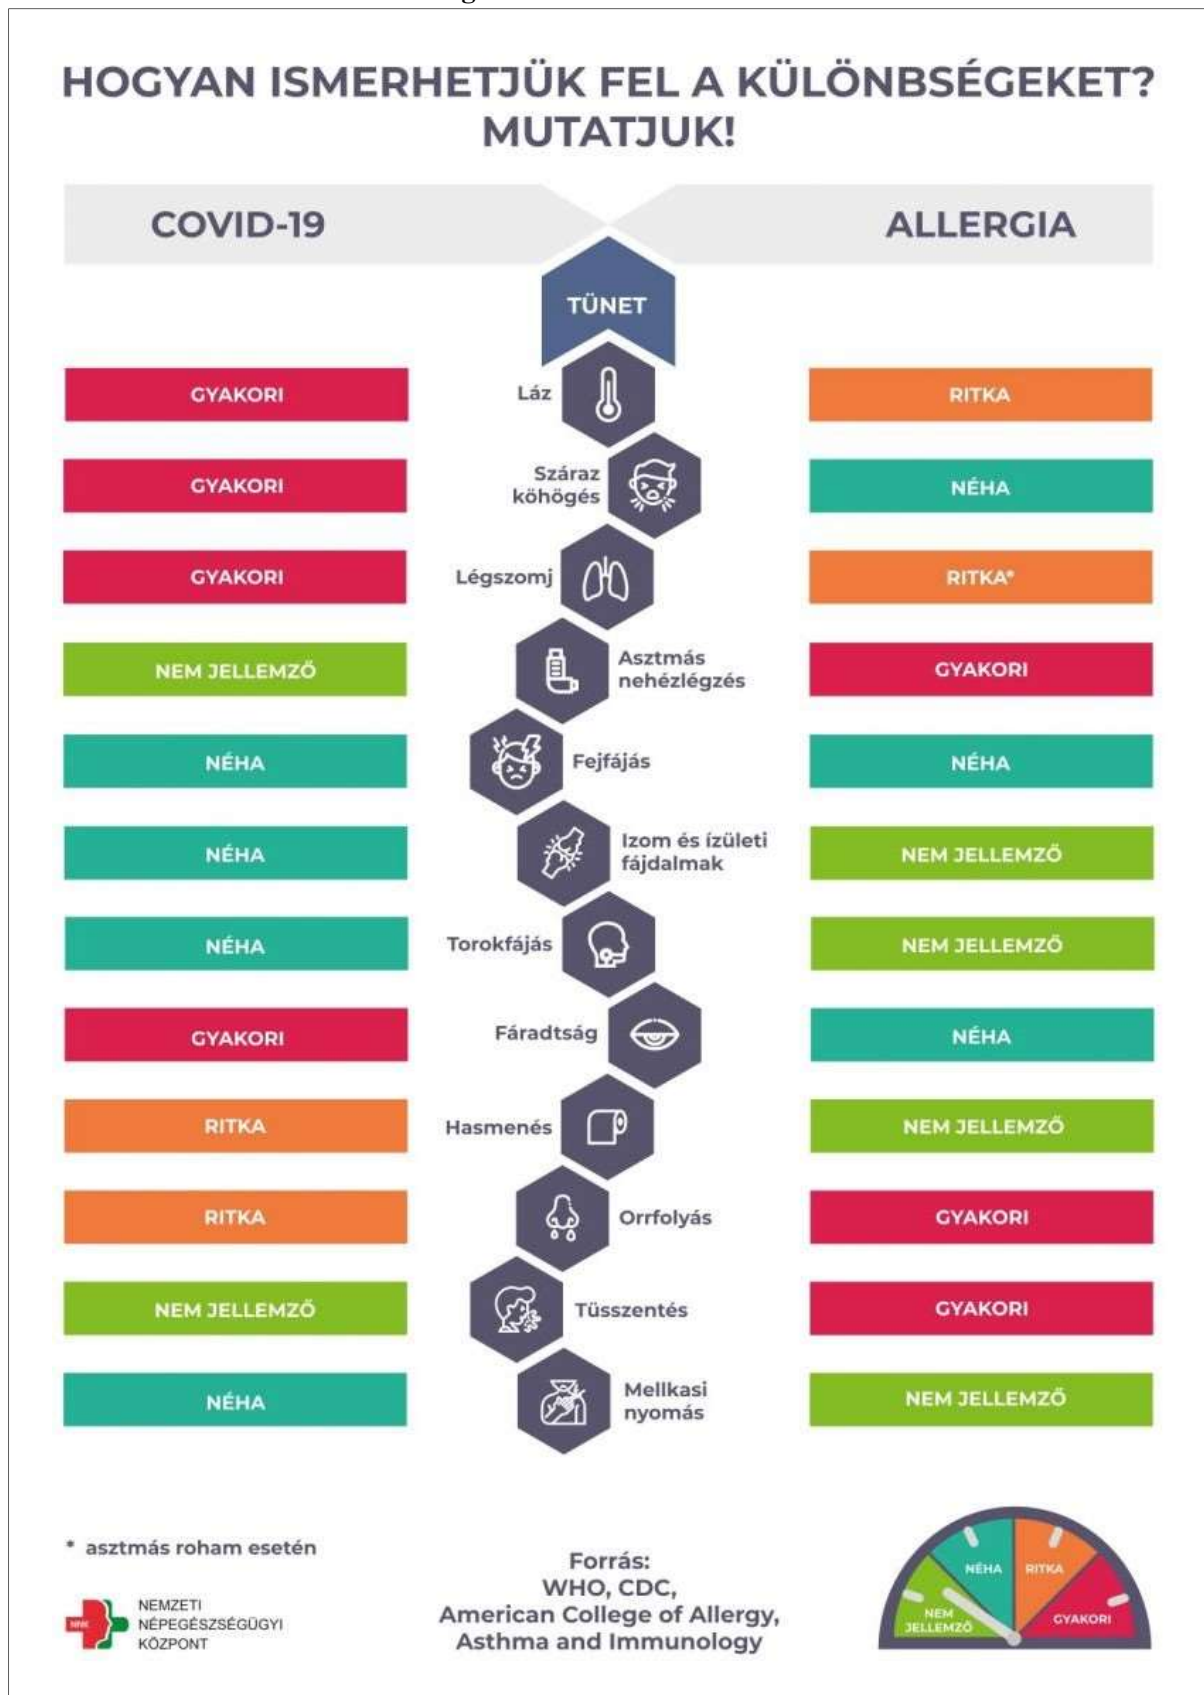 HOGYAN ISMERHETJÜK FEL A KÜLÖNBSÉGEKET?
MUTATJUK!
COVID-19
ALLERGIA
TÜNET
GYAKORI
Láz
RITKA
GYAKORI
Száraz
köhögés
NÉHA
GYAKORI
Légszomj
RITKA*
NEM JELLEMZŐ
Asztmás
nehézlégzés
GYAKORI
NÉHA
Fejfájás
NÉHA
NÉHA
Izom és ízületi
fájdalmak
NEM JELLEMZŐ
NÉHA
Torokfájás
NEM JELLEMZŐ
GYAKORI
Fáradtság
NÉHA
RITKA
Hasmenés
NEM JELLEMZŐ
RITKA
Orrfolyás
GYAKORI
NEM JELLEMZŐ
Tüsszentés
GYAKORI
NÉHA
Mellkasi
nyomás
NEM JELLEMZŐ
* asztmás roham esetén
NNK
NEMZETI
NÉPEGÉSZSÉGÜGYI
KÖZPONT
Forrás:
WHO, CDC,
American College of Allergy,
Asthma and Immunology
NEM
JELLEMZŐ
NÉHA
RITKA
GYAKORI